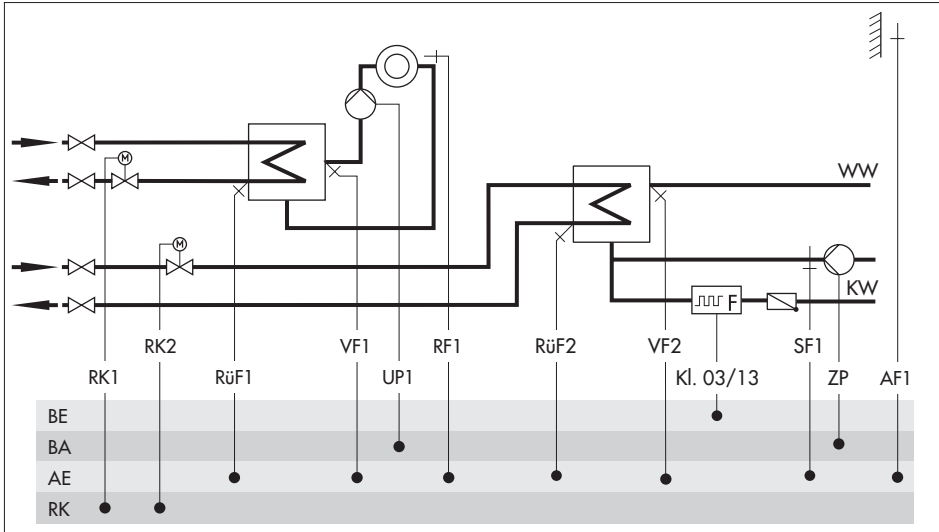 M
WW
M
F
KW
RK2 VF1 RF1 RüF2 VF2 SF1
RK1 RüF1 UP1 Kl. 03/13 ZP AF1
BE
BA
AE
RK